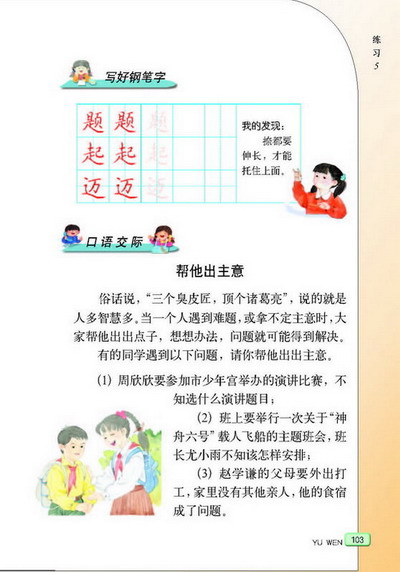 练习5
写好钢笔字
题 题 题
起 起 起
迈 迈 迈
我的发现：
捺都要
伸长，才能
托住上面。
口语交际
帮他出主意
俗话说，“三个臭皮匠，顶个诸葛亮”，说的就是
人多智慧多。当一个人遇到难题，或拿不定主意时，大
家帮他出出点子，想想办法，问题就可能得到解决。
有的同学遇到以下问题，请你帮他出出主意。
(1) 周欣欣要参加市少年宫举办的演讲比赛，不
知选什么演讲题目；
(2) 班上要举行一次关于“神
舟六号”载人飞船的主题班会，班
长尤小雨不知该怎样安排；
(3) 赵学谦的父母要外出打
工，家里没有其他亲人，他的食宿
成了问题。
YU WEN 103